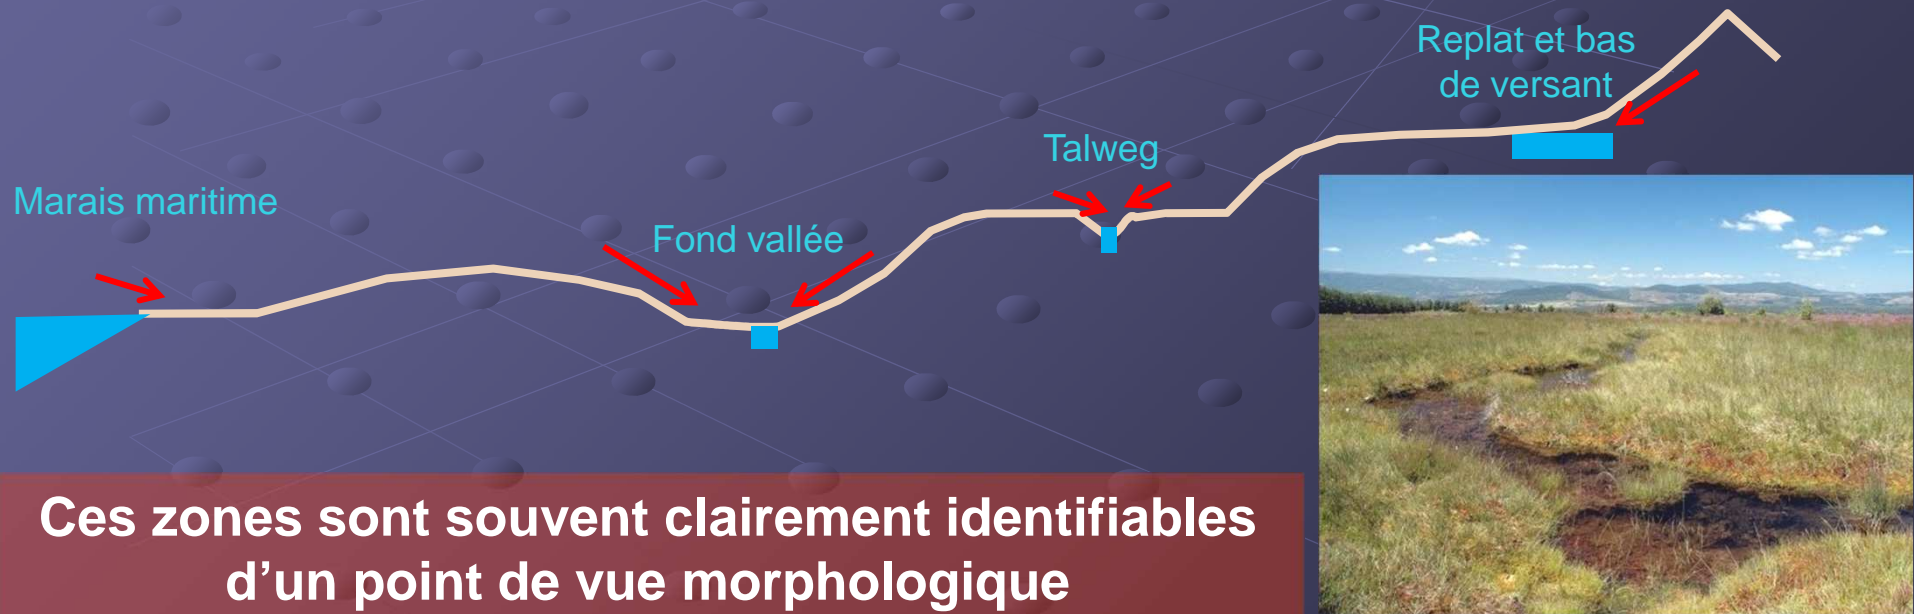 Replat et bas
de versant
Talweg
Marais maritime
Fond vallée
Ces zones sont souvent clairement identifiables
d’un point de vue morphologique